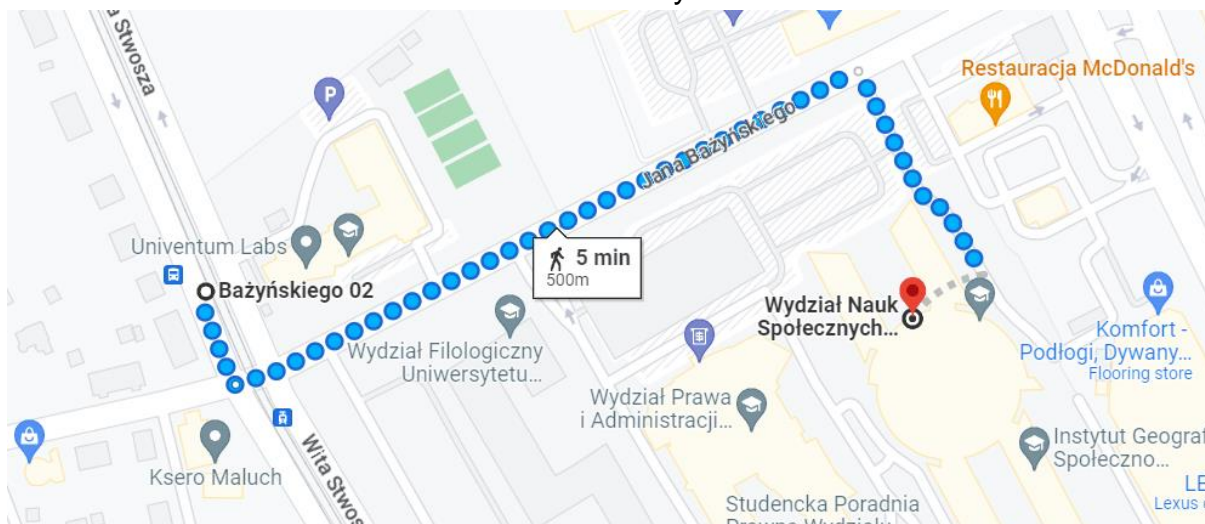 a Stwosza
Restauracja McDonald's
P
Jana Bażyńskiego
Univentum Labs
5 min
500m
Bażyńskiego 02
Wydział Nauk
Społecznych...
Wydział Filologiczny
Uniwersytetu...
Komfort -
Podłogi, Dywany...
Flooring store
Wydział Prawa
i Administracji...
Ksero Maluch
Wita Stwos
Instytut Geograf
Społeczno...
LE
Lexus
Studencka Poradnia